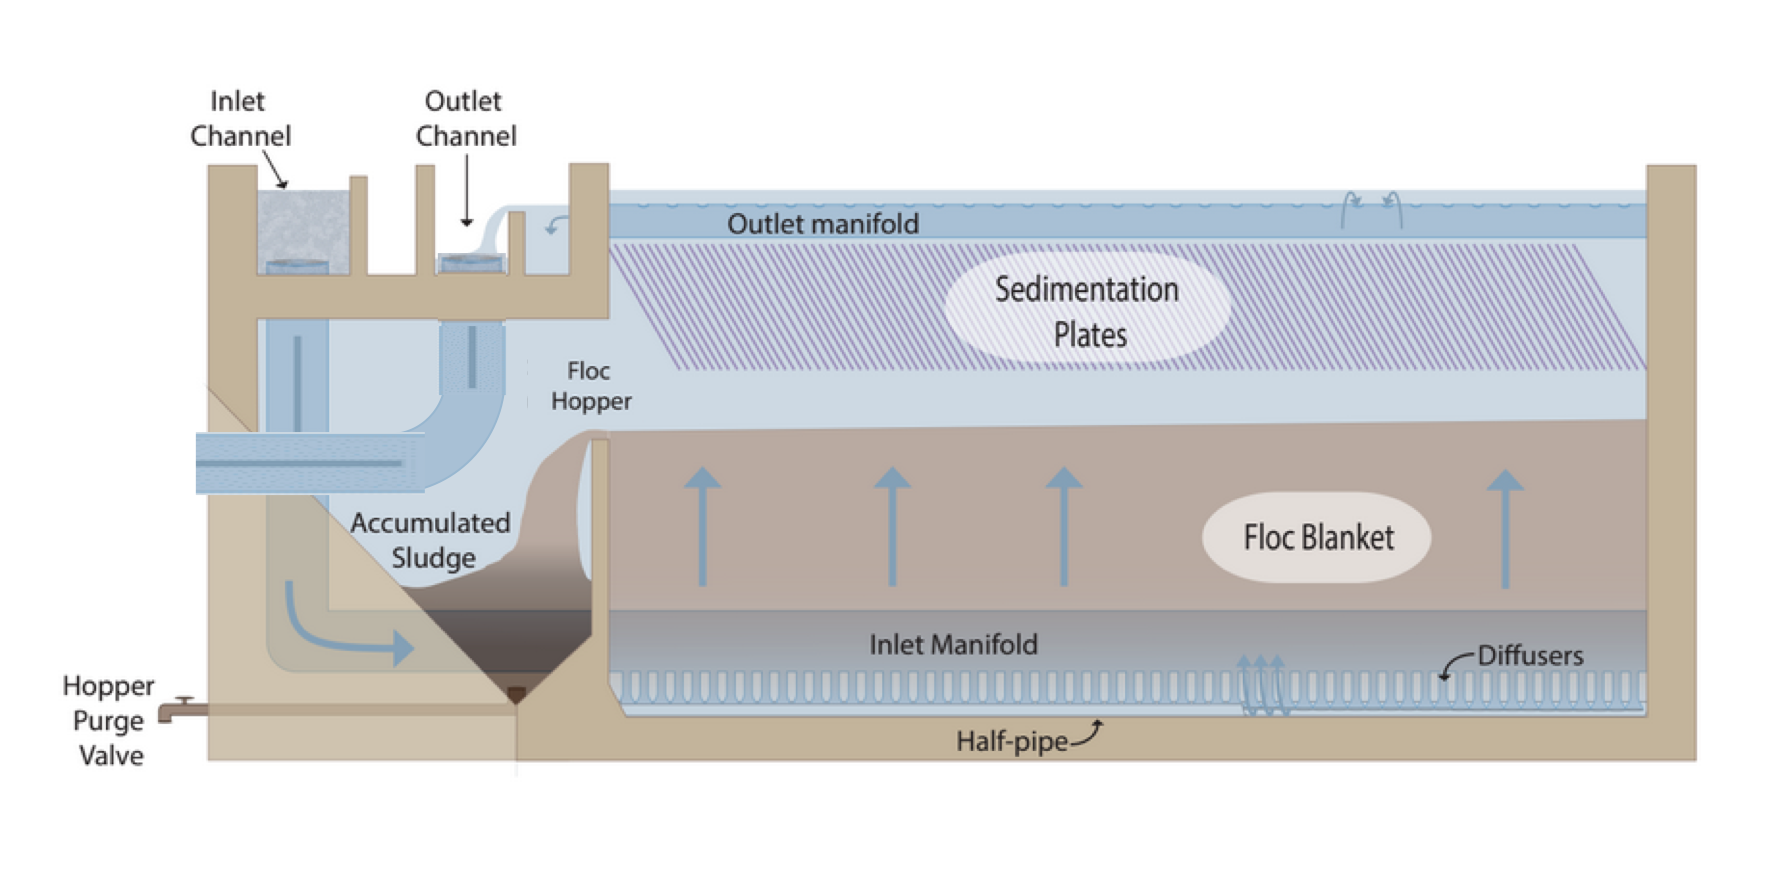 Inlet
Channel
Outlet
Channel
Outlet manifold
Sedimentation
Plates
Floc
Hopper
Accumulated
Sludge
Floc Blanket
Inlet Manifold
Diffusers
Hopper
Purge
Valve
Half-pipe